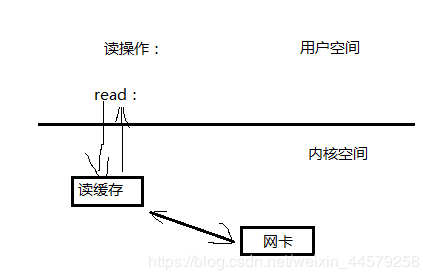 读操作：
用户空间
read：
内核空间
读缓存
网卡
https://blog.csdn.net/weixin_44579258